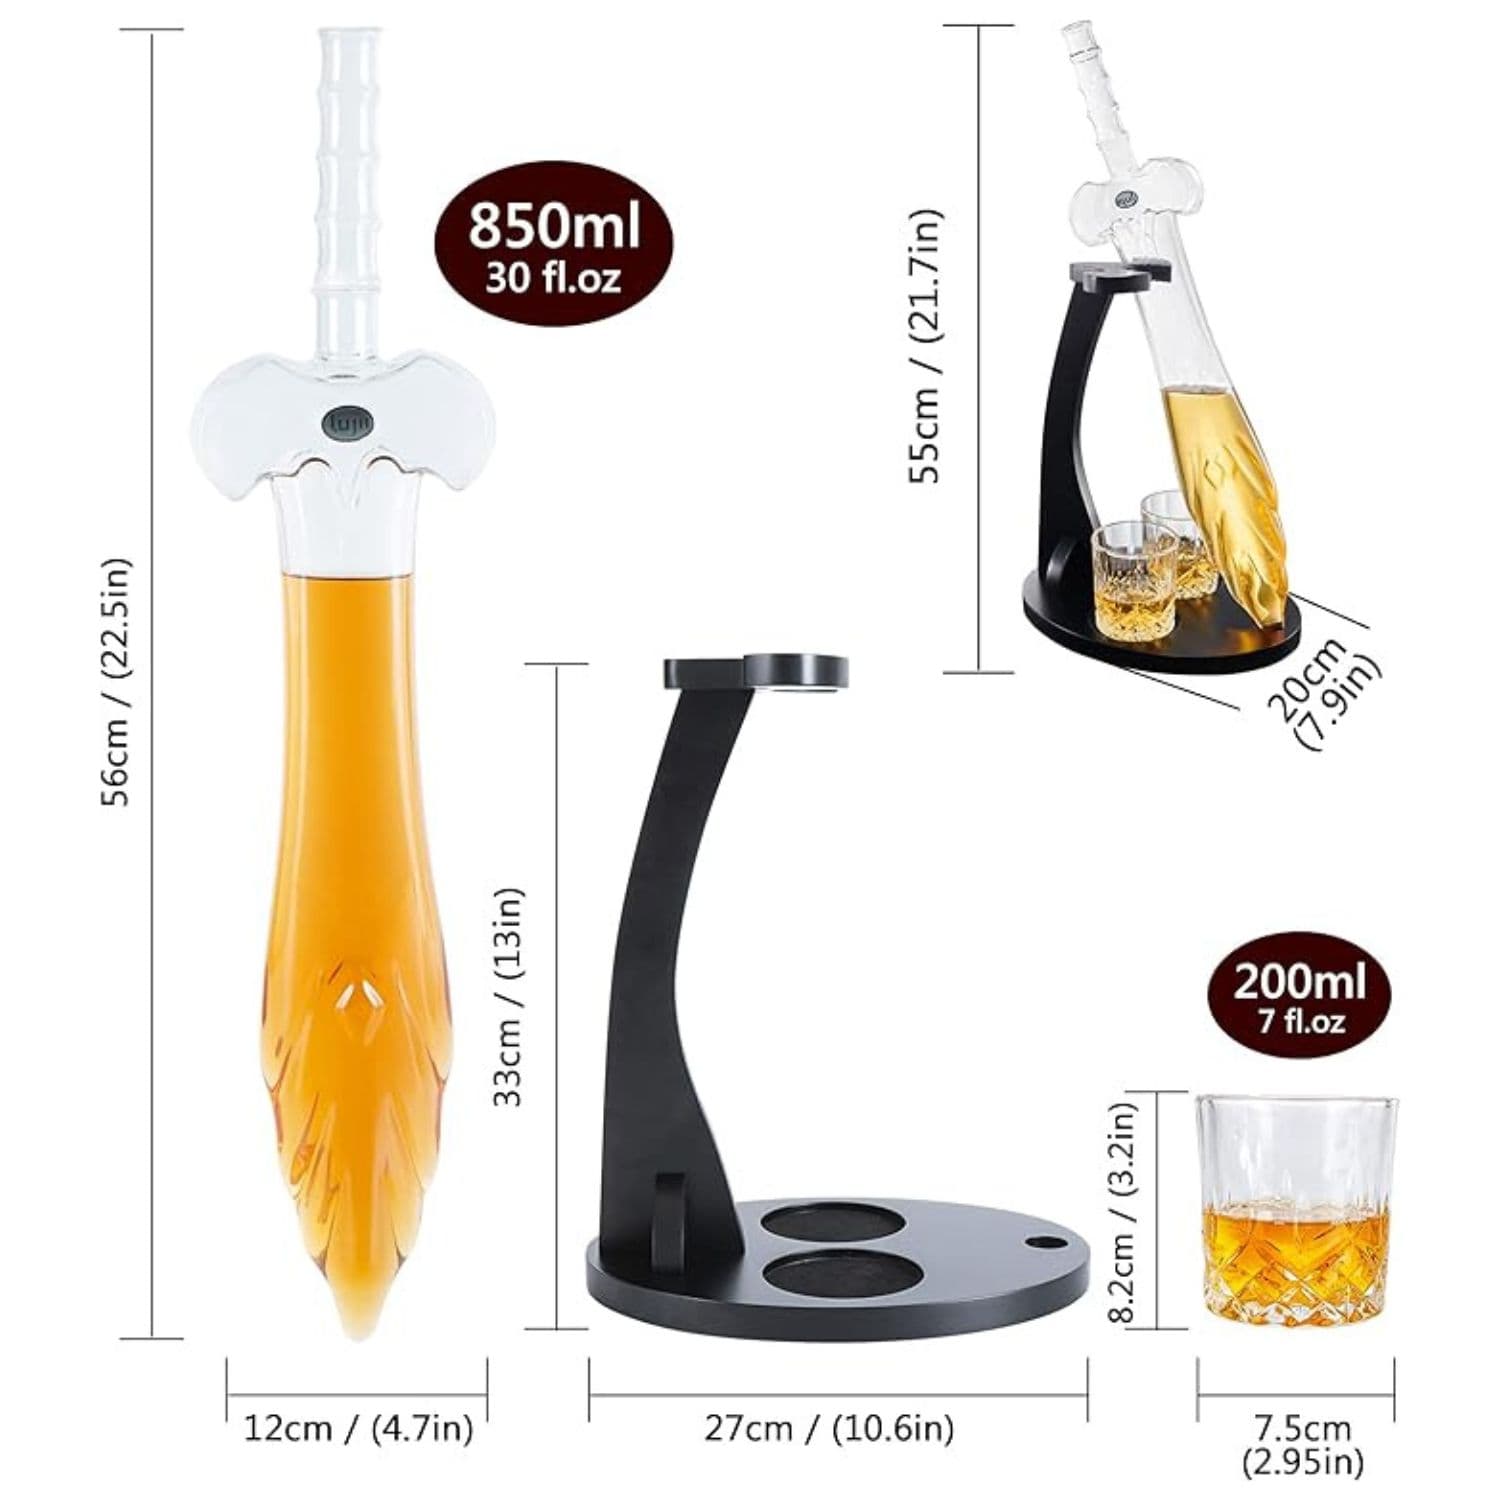 850ml
30 fl.oz
lujii
56cm / (22.5in)
12cm / (4.7in)
55cm / (21.7in)
20cm
(7.9in)
33cm / (13in)
27cm / (10.6in)
200ml
7 fl.oz
8.2cm / (3.2in)
7.5cm
(2.95in)